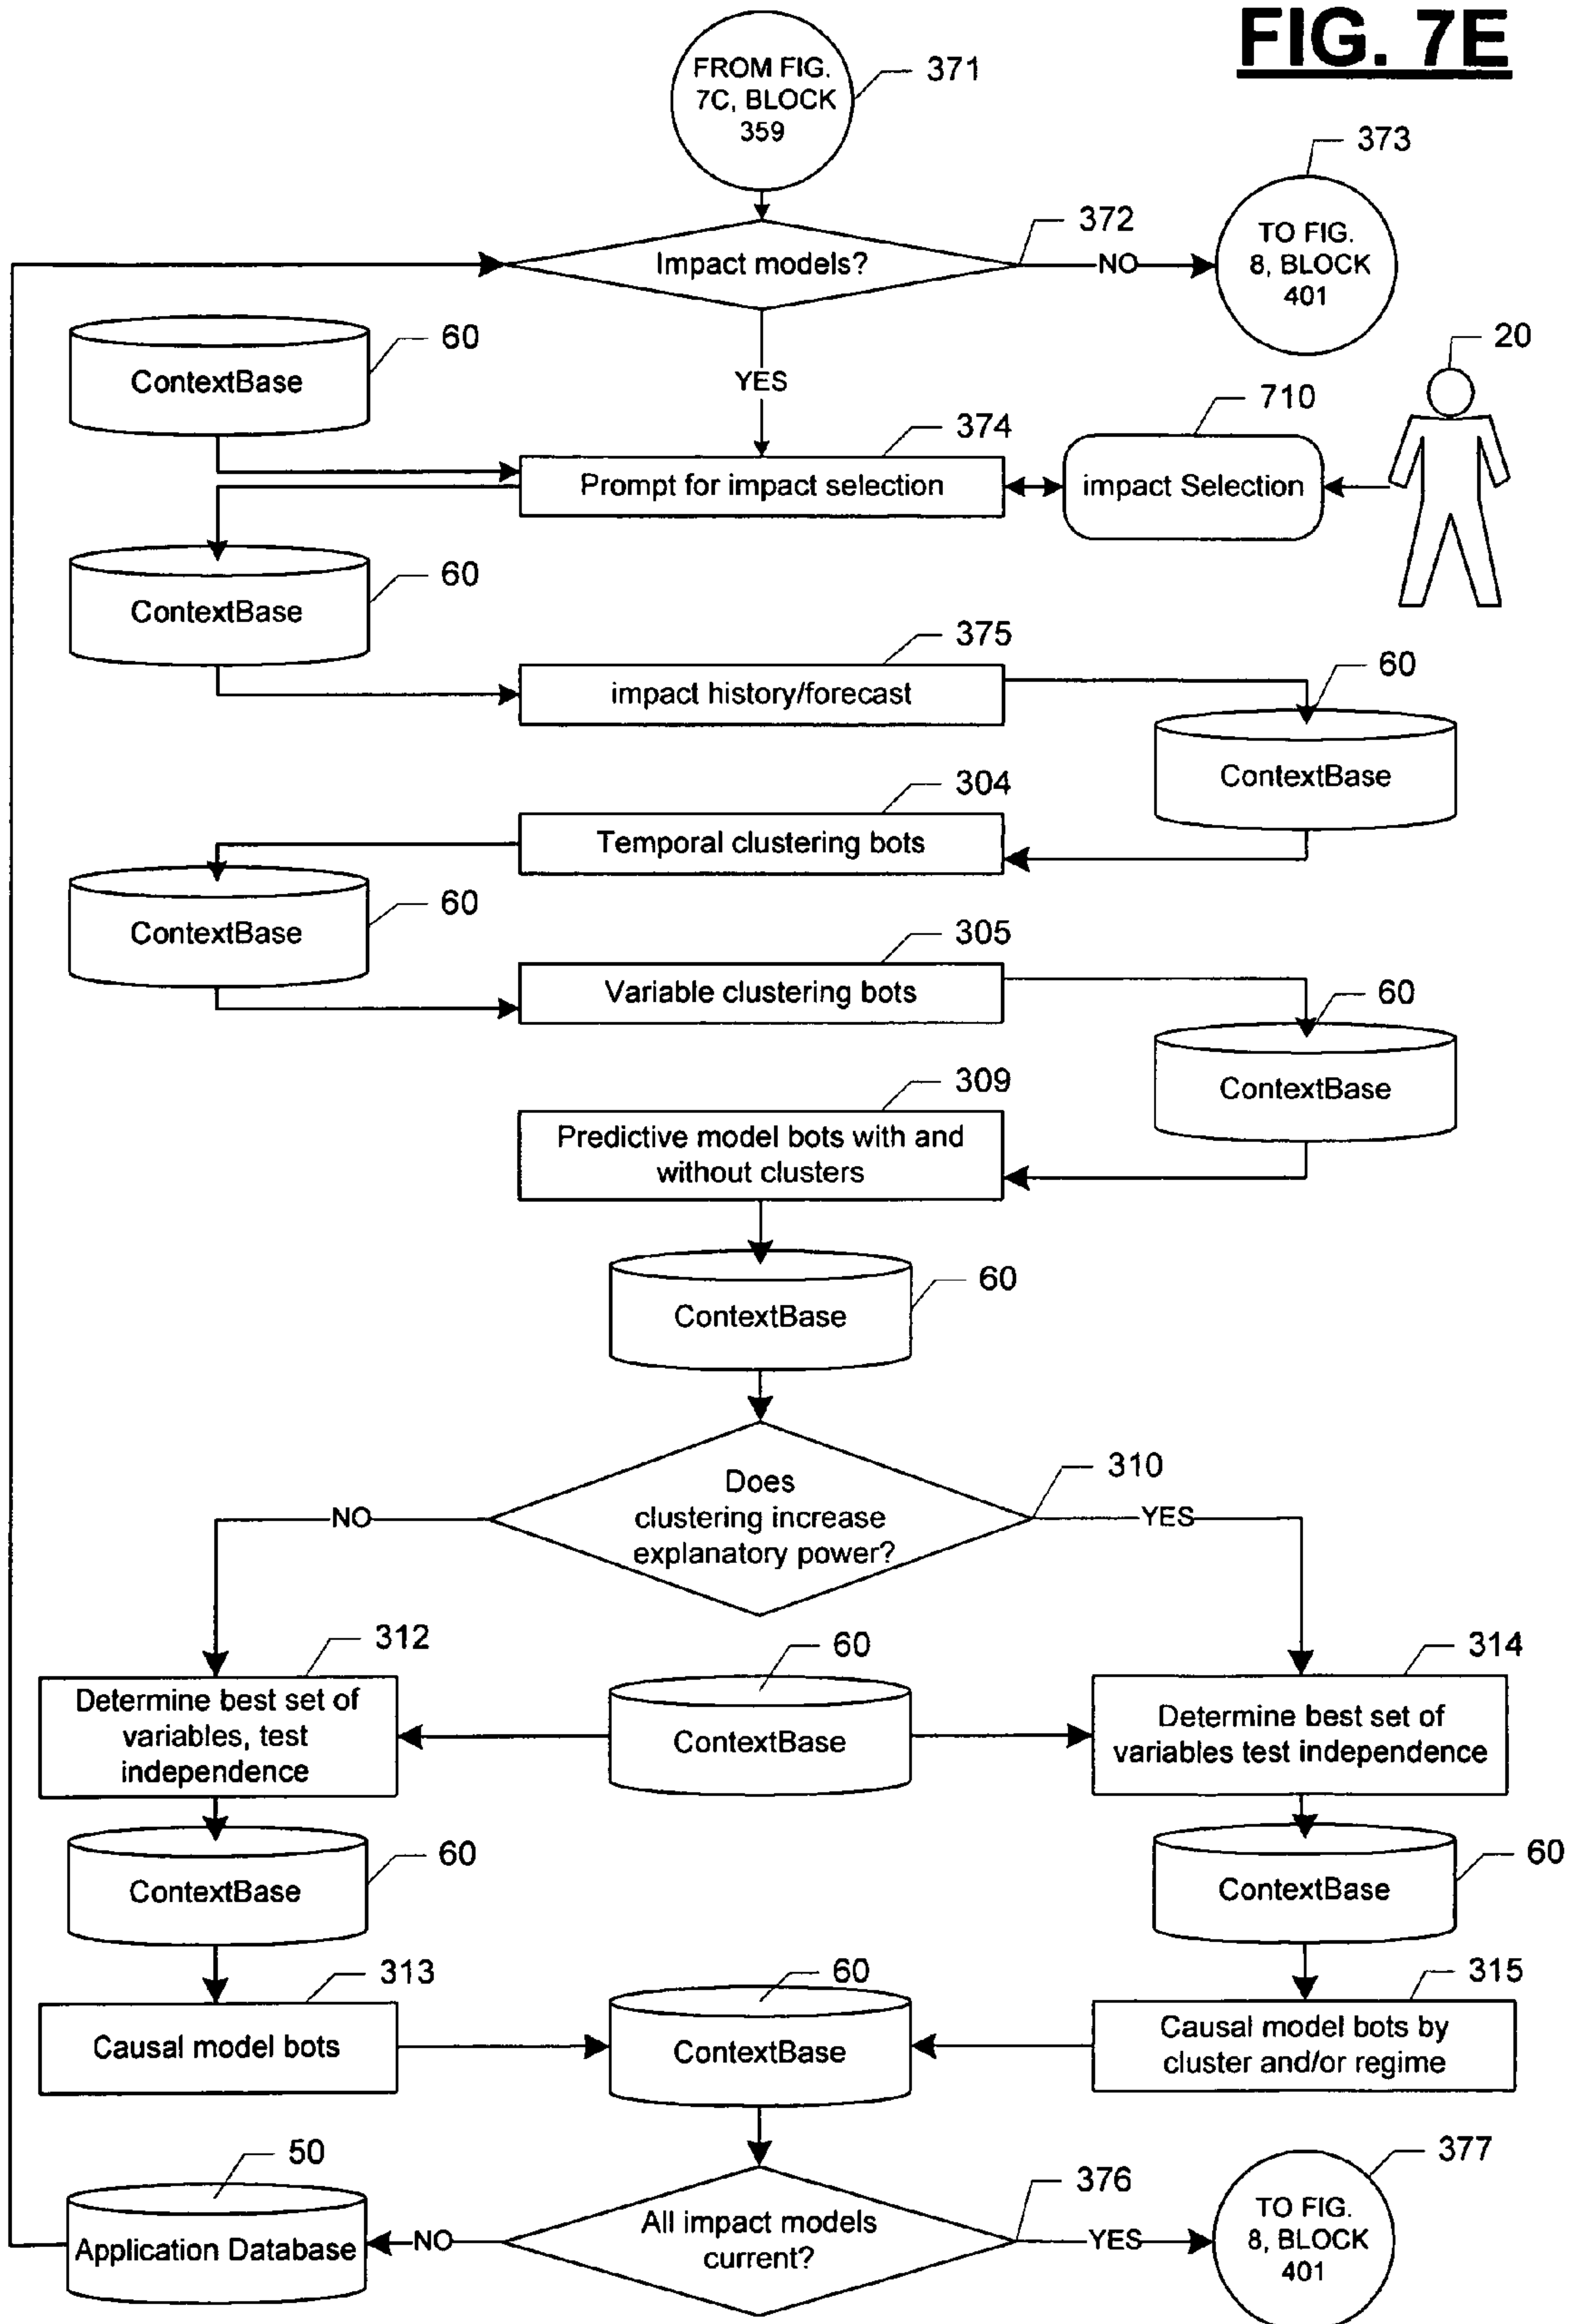 FIG. 7E
FROM FIG.
7C, BLOCK
359
371
373
TO FIG.
8, BLOCK
401
372
Impact models?
NO
60
ContextBase
YES
20
710
374
Prompt for impact selection
impact Selection
60
ContextBase
375
impact history/forecast
60
ContextBase
304
Temporal clustering bots
60
ContextBase
305
Variable clustering bots
60
ContextBase
309
Predictive model bots with and
without clusters
60
ContextBase
310
Does
clustering increase
explanatory power?
NO
YES
312
Determine best set of
variables, test
independence
60
ContextBase
314
Determine best set of
variables test independence
60
ContextBase
60
ContextBase
313
Causal model bots
60
ContextBase
315
Causal model bots by
cluster and/or regime
50
Application Database
NO
376
All impact models
current?
YES
377
TO FIG.
8, BLOCK
401